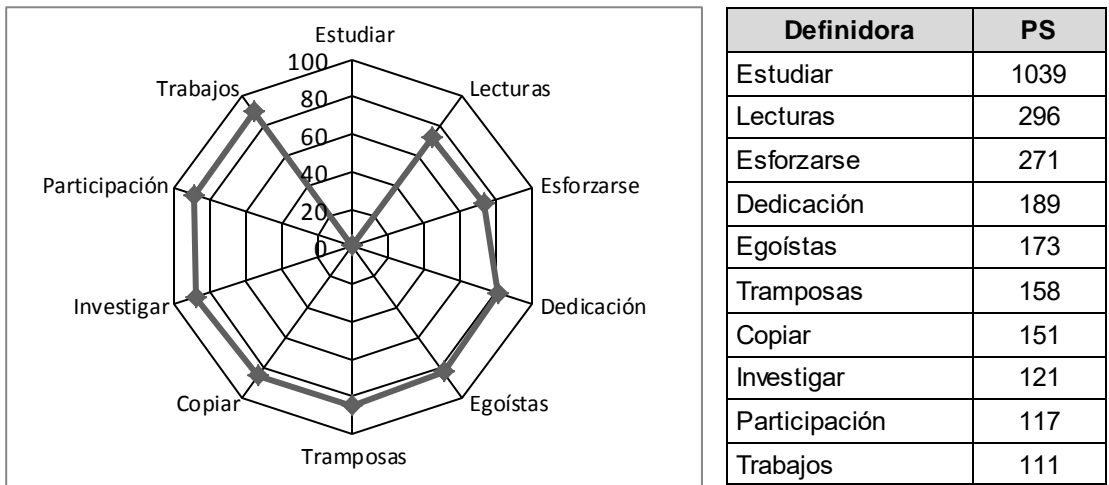 Estudiar
100
Trabajos
Lecturas
80
60
Participación
40
Esforzarse
20
0
Investigar
Dedicación
Copiar
Egoístas
Tramposas
Definidora PS
Estudiar 1039
Lecturas 296
Esforzarse 271
Dedicación 189
Egoístas 173
Tramposas 158
Copiar 151
Investigar 121
Participación 117
Trabajos 111